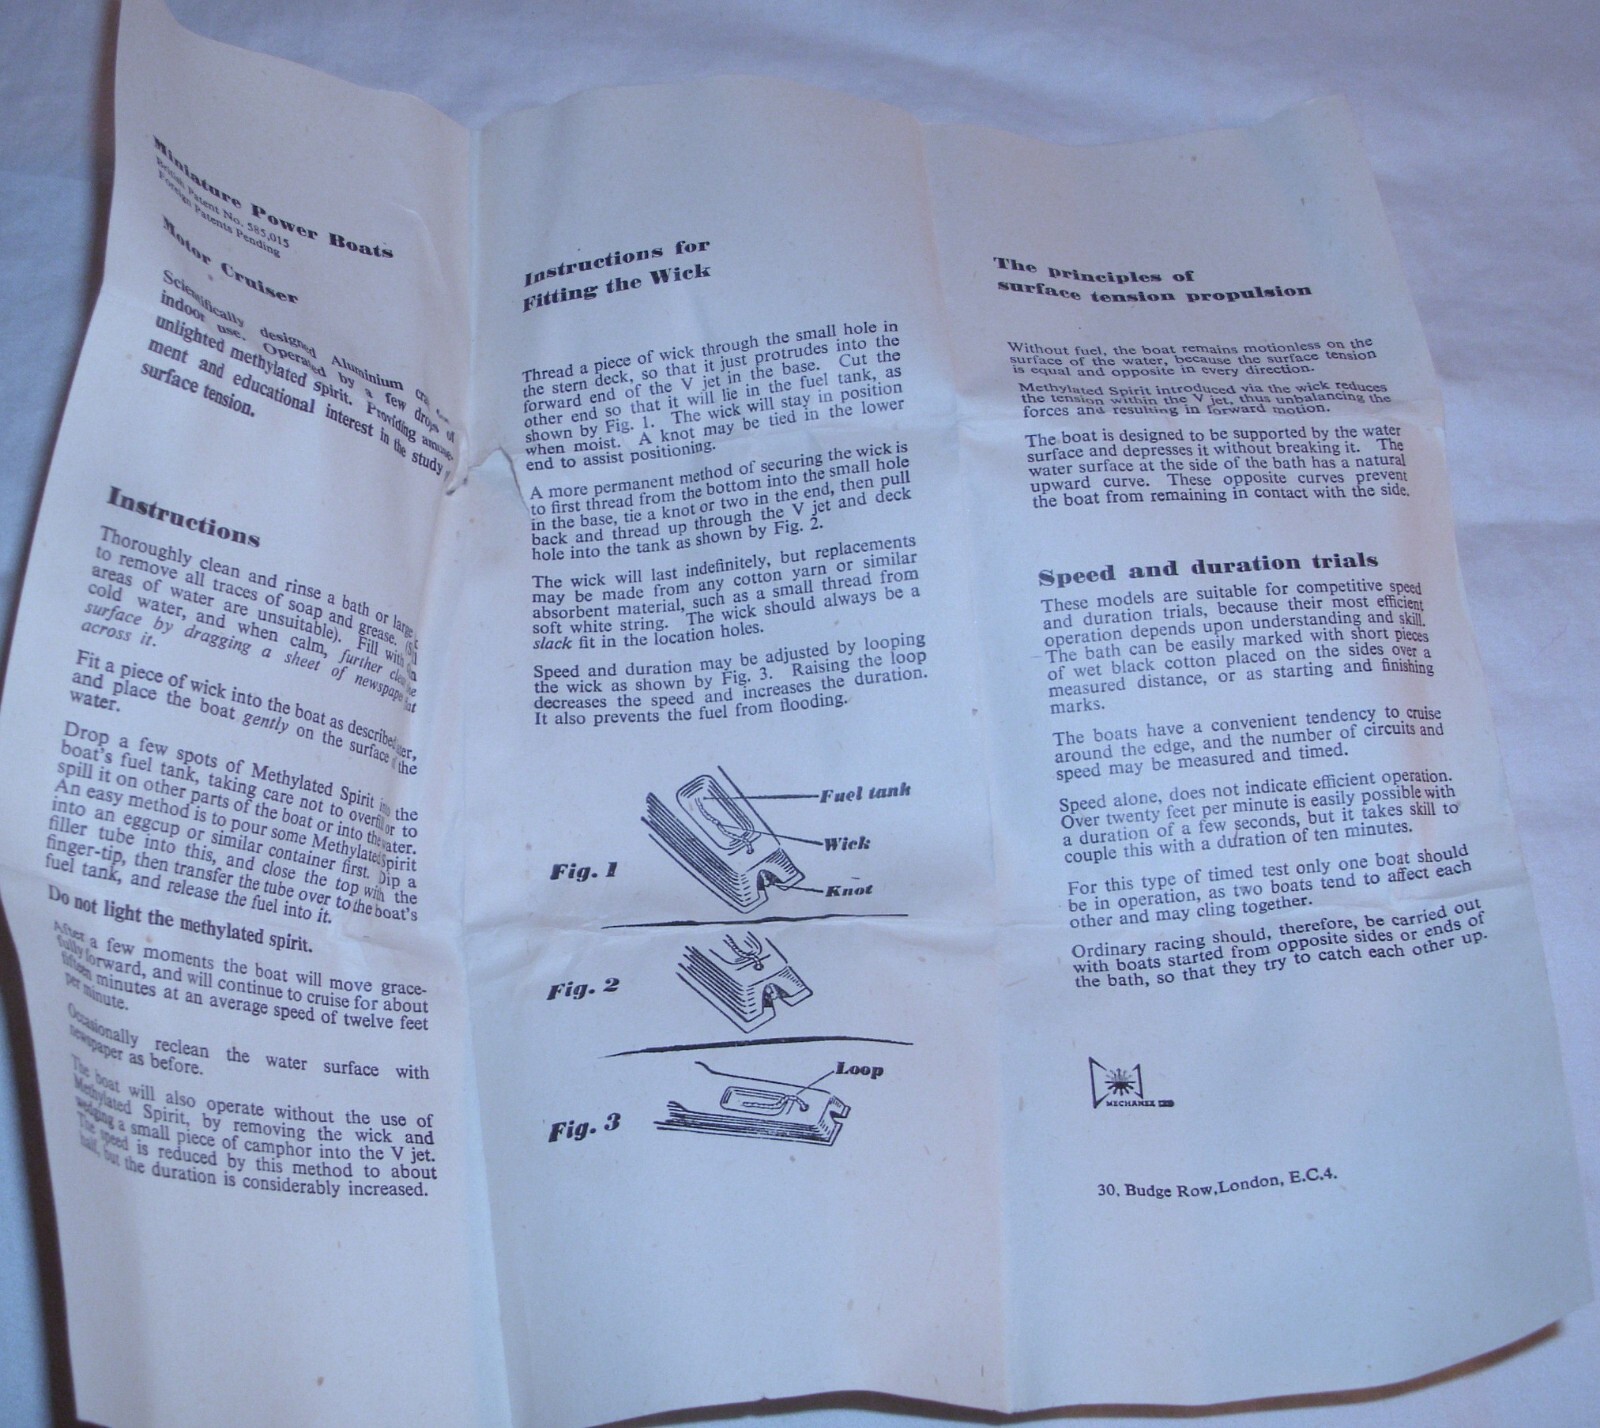 Miniature Power Boats
British Patent No. 585,015
Foreign Patents Pending
Motor Cruiser
Scientifically designed Aluminium
indoor use. Operated by a few drops of
unlighted methylated spirit. Providing amuse-
ment and educational interest in the study
surface tension.
Instructions
Thoroughly clean and rinse a bath or large
to remove all traces of soap and grease.
areas of water are unsuitable). Fill with
cold water, and when calm, further
surface by dragging a sheet of newspaper
across it.
Fit a piece of wick into the boat as described
and place the boat gently on the surface of the
water.
Drop a few spots of Methylated Spirit into the
boat's fuel tank, taking care not to overfill or to
spill it on other parts of the boat or into the water.
An easy method is to pour some Methylated Spirit
into an eggcup or similar container first. Dip a
filler tube into this, and close the top with the
finger-tip, then transfer the tube over to the boat's
fuel tank, and release the fuel into it.
Do not light the methylated spirit.
After a few moments the boat will move grace-
fully forward, and will continue to cruise for about
fifteen minutes at an average speed of twelve feet
per minute.
Occasionally reclean the water surface with
newspaper as before.
The boat will also operate without the use of
Methylated Spirit, by removing the wick and
wedging a small piece of camphor into the V jet.
The speed is reduced by this method to about
half, but the duration is considerably increased.
Instructions for
Fitting the Wick
Thread a piece of wick through the small hole in
the stern deck, so that it just protrudes into the
forward end of the V jet in the base. Cut the
other end so that it will lie in the fuel tank, as
shown by Fig. 1. The wick will stay in position
when moist. A knot may be tied in the lower
end to assist positioning.
A more permanent method of securing the wick is
to first thread from the bottom into the small hole
in the base, tie a knot or two in the end, then pull
back and thread up through the V jet and deck
hole into the tank as shown by Fig. 2.
The wick will last indefinitely, but replacements
may be made from any cotton yarn or similar
absorbent material, such as a small thread from
soft white string. The wick should always be a
slack fit in the location holes.
Speed and duration may be adjusted by looping
the wick as shown by Fig. 3. Raising the loop
decreases the speed and increases the duration.
It also prevents the fuel from flooding.
Fuel tank
Wick
Fig. 1
Knot
Fig. 2
Loop
Fig. 3
The principles of
surface tension propulsion
Without fuel, the boat remains motionless on the
surface of the water, because the surface tension
is equal and opposite in every direction.
Methylated Spirit introduced via the wick reduces
the tension within the V jet, thus unbalancing the
forces and resulting in forward motion.
The boat is designed to be supported by the water
surface and depresses it without breaking it. The
water surface at the side of the bath has a natural
upward curve. These opposite curves prevent
the boat from remaining in contact with the side.
Speed and duration trials
These models are suitable for competitive speed
and duration trials, because their most efficient
operation depends upon understanding and skill.
The bath can be easily marked with short pieces
of wet black cotton placed on the sides over a
measured distance, or as starting and finishing
marks.
The boats have a convenient tendency to cruise
around the edge, and the number of circuits and
speed may be measured and timed.
Speed alone, does not indicate efficient operation.
Over twenty feet per minute is easily possible with
a duration of a few seconds, but it takes skill to
couple this with a duration of ten minutes.
For this type of timed test only one boat should
be in operation, as two boats tend to affect each
other and may cling together.
Ordinary racing should, therefore, be carried out
with boats started from opposite sides or ends of
the bath, so that they try to catch each other up.
MECHANEX
30, Budge Row, London, E.C.4.